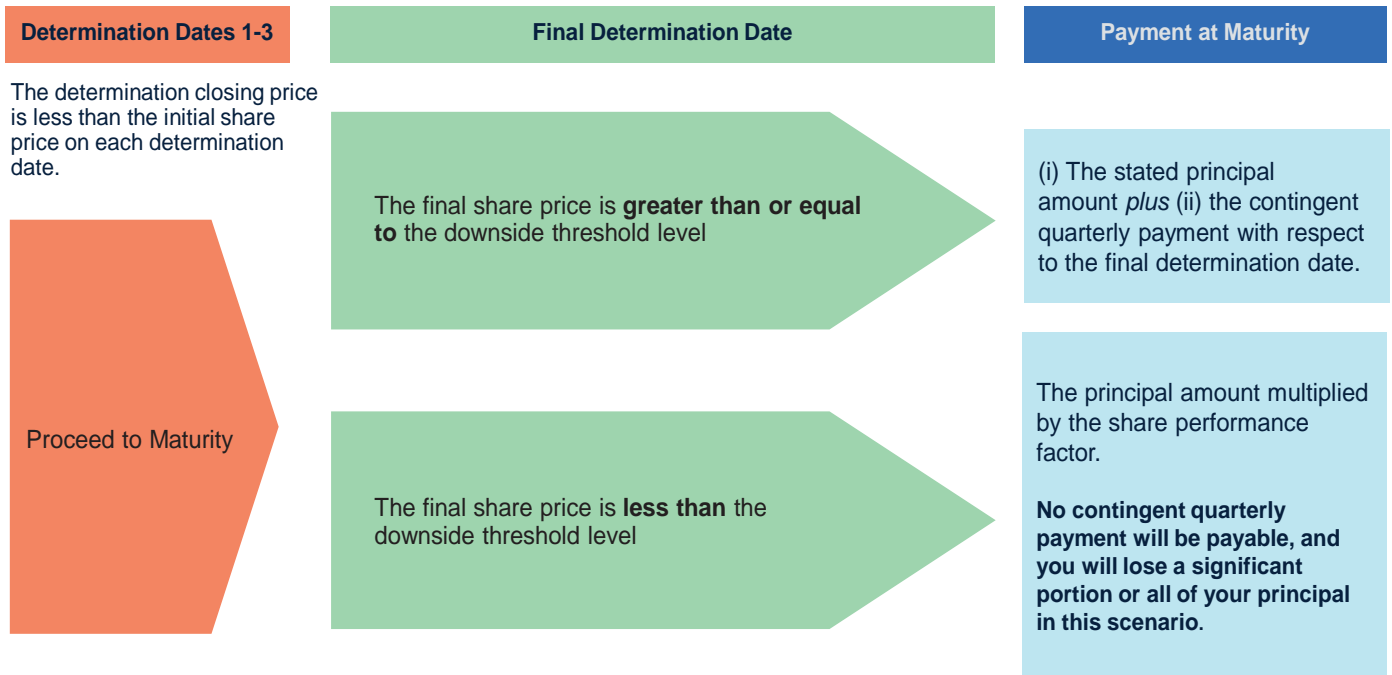 Determination Dates 1-3
Final Determination Date
Payment at Maturity
The determination closing price
is less than the initial share
price on each determination
date.
Proceed to Maturity
The final share price is greater than or equal
to the downside threshold level
(i) The stated principal
amount plus (ii) the contingent
quarterly payment with respect
to the final determination date.
The final share price is less than the
downside threshold level
The principal amount multiplied
by the share performance
factor.
No contingent quarterly
payment will be payable, and
you will lose a significant
portion or all of your principal
in this scenario.